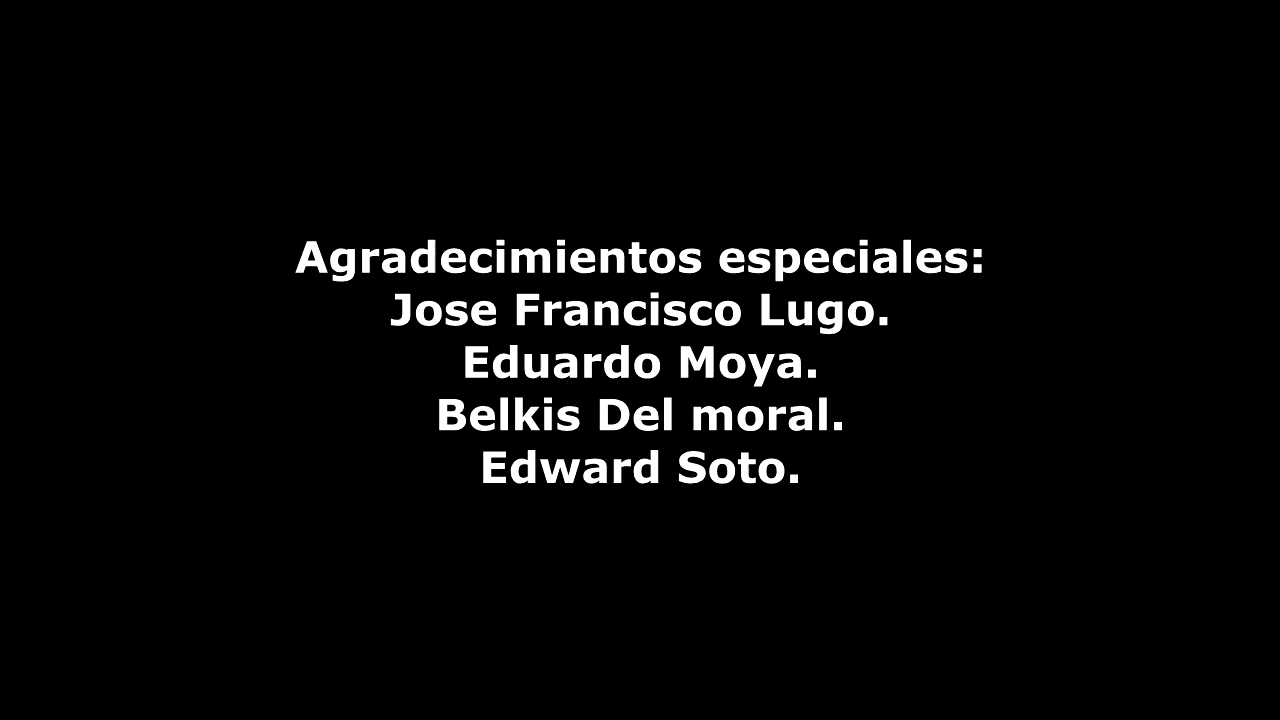 Agradecimientos especiales:
Jose Francisco Lugo.
Eduardo Moya.
Belkis Del moral.
Edward Soto.